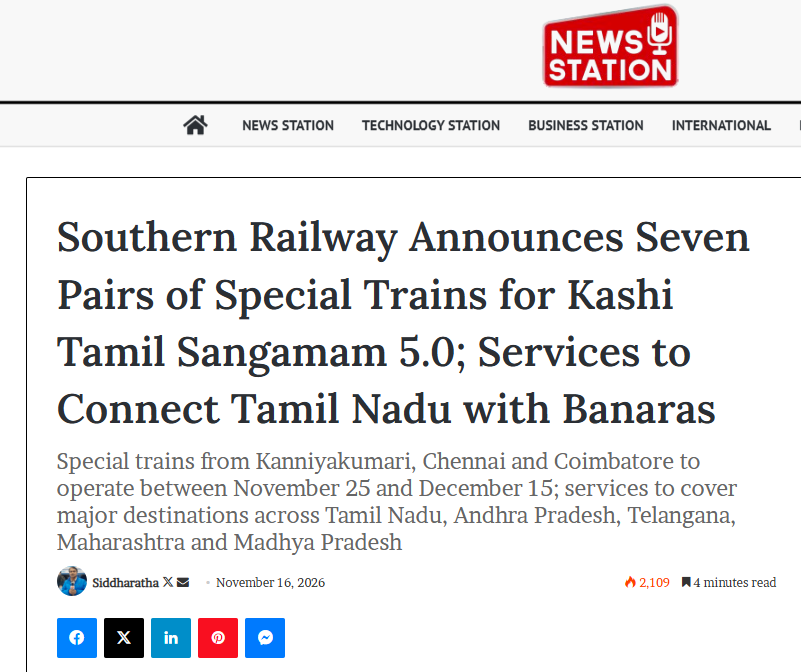 NEWS
STATION
NEWS STATION TECHNOLOGY STATION BUSINESS STATION INTERNATIONAL
Southern Railway Announces Seven
Pairs of Special Trains for Kashi
Tamil Sangamam 5.0; Services to
Connect Tamil Nadu with Banaras
Special trains from Kanniyakumari, Chennai and Coimbatore to
operate between November 25 and December 15; services to cover
major destinations across Tamil Nadu, Andhra Pradesh, Telangana,
Maharashtra and Madhya Pradesh
Siddharatha November 16, 2026 2,109 4 minutes read